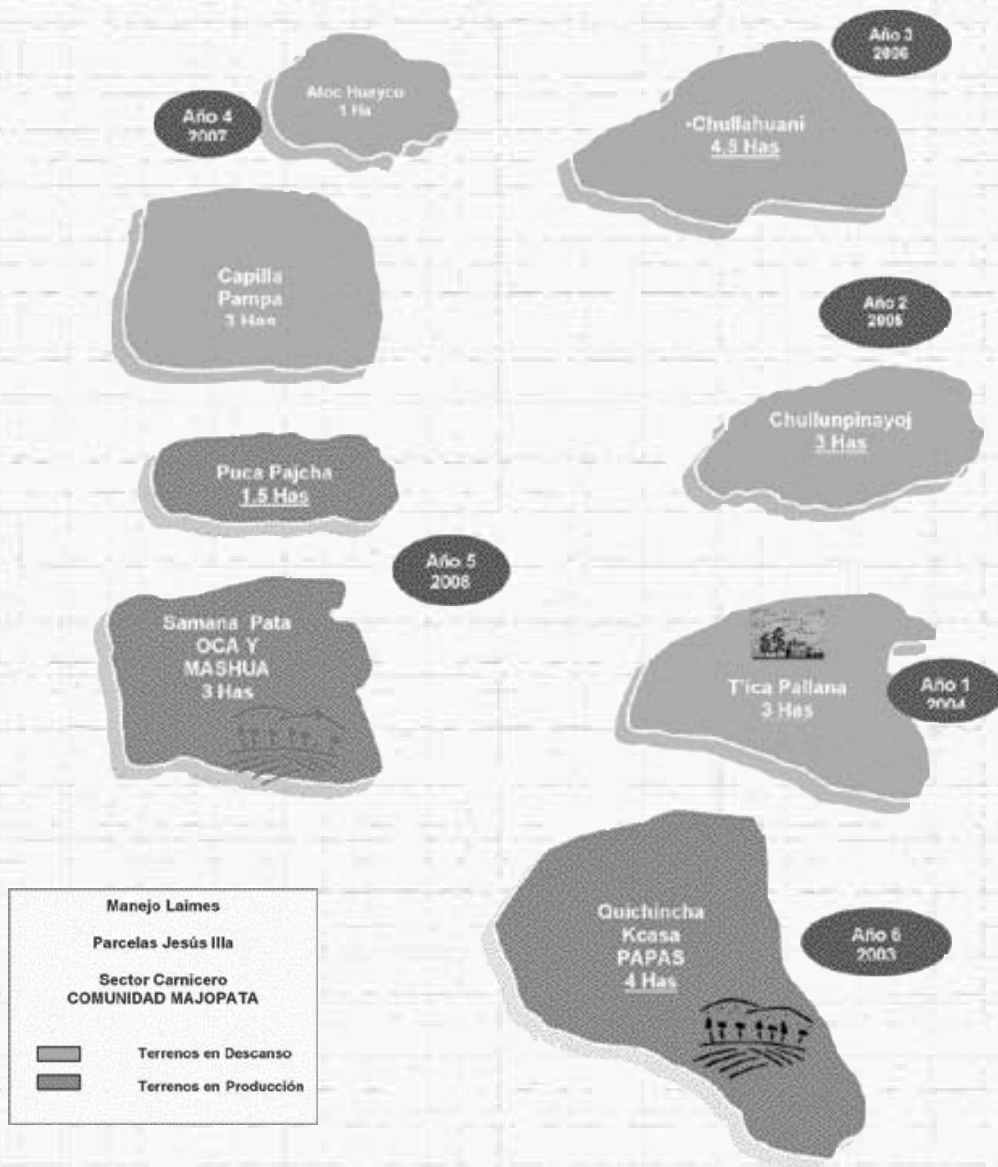 Año 3
2006
Atoc Huayco
1 Ha
Año 4
2007
-Chullahuani
4.5 Has
Capilla
Pampa
3 Has
Año 2
2005
Chullunpinayoj
3 Has
Puca Pajcha
1.5 Has
Año 5
2008
Samana Pata
OCA Y
MASHUA
3 Has
T'ica Pallana
3 Has
Año 1
2004
Quichincha
Kcasa
PAPAS
4 Has
Año 6
2003
Manejo Laimes
Parcelas Jesús Illa
Sector Carnicero
COMUNIDAD MAJOPATA
Terrenos en Descanso
Terrenos en Producción